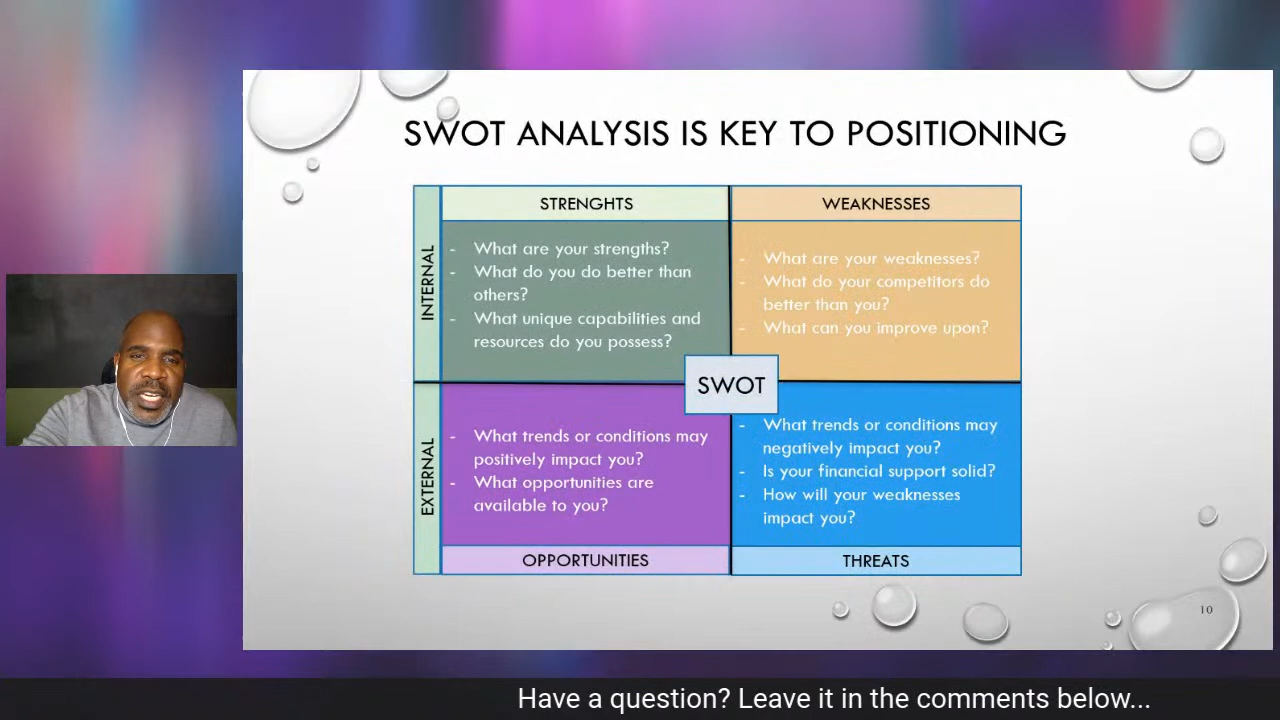 SWOT ANALYSIS IS KEY TO POSITIONING
INTERNAL
STRENGHTS
- What are your strengths?
- What do you do better than
others?
- What unique capabilities and
resources do you possess?
WEAKNESSES
- What are your weaknesses?
- What do your competitors do
better than you?
- What can you improve upon?
SWOT
EXTERNAL
- What trends or conditions may
positively impact you?
- What opportunities are
available to you?
OPPORTUNITIES
- What trends or conditions may
negatively impact you?
- Is your financial support solid?
- How will your weaknesses
impact you?
THREATS
10
Have a question? Leave it in the comments below...